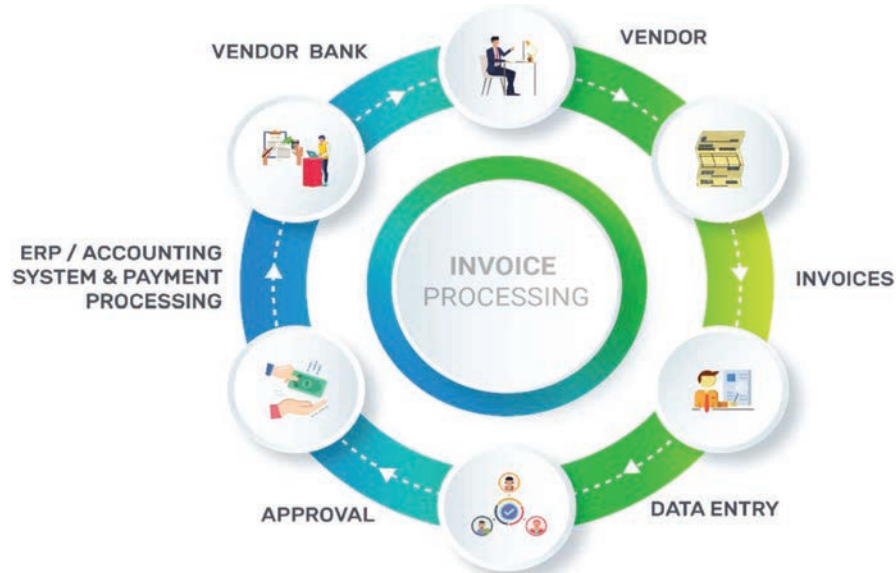 VENDOR BANK
VENDOR
INVOICE
PROCESSING
ERP / ACCOUNTING
SYSTEM & PAYMENT
PROCESSING
INVOICES
APPROVAL
DATA ENTRY